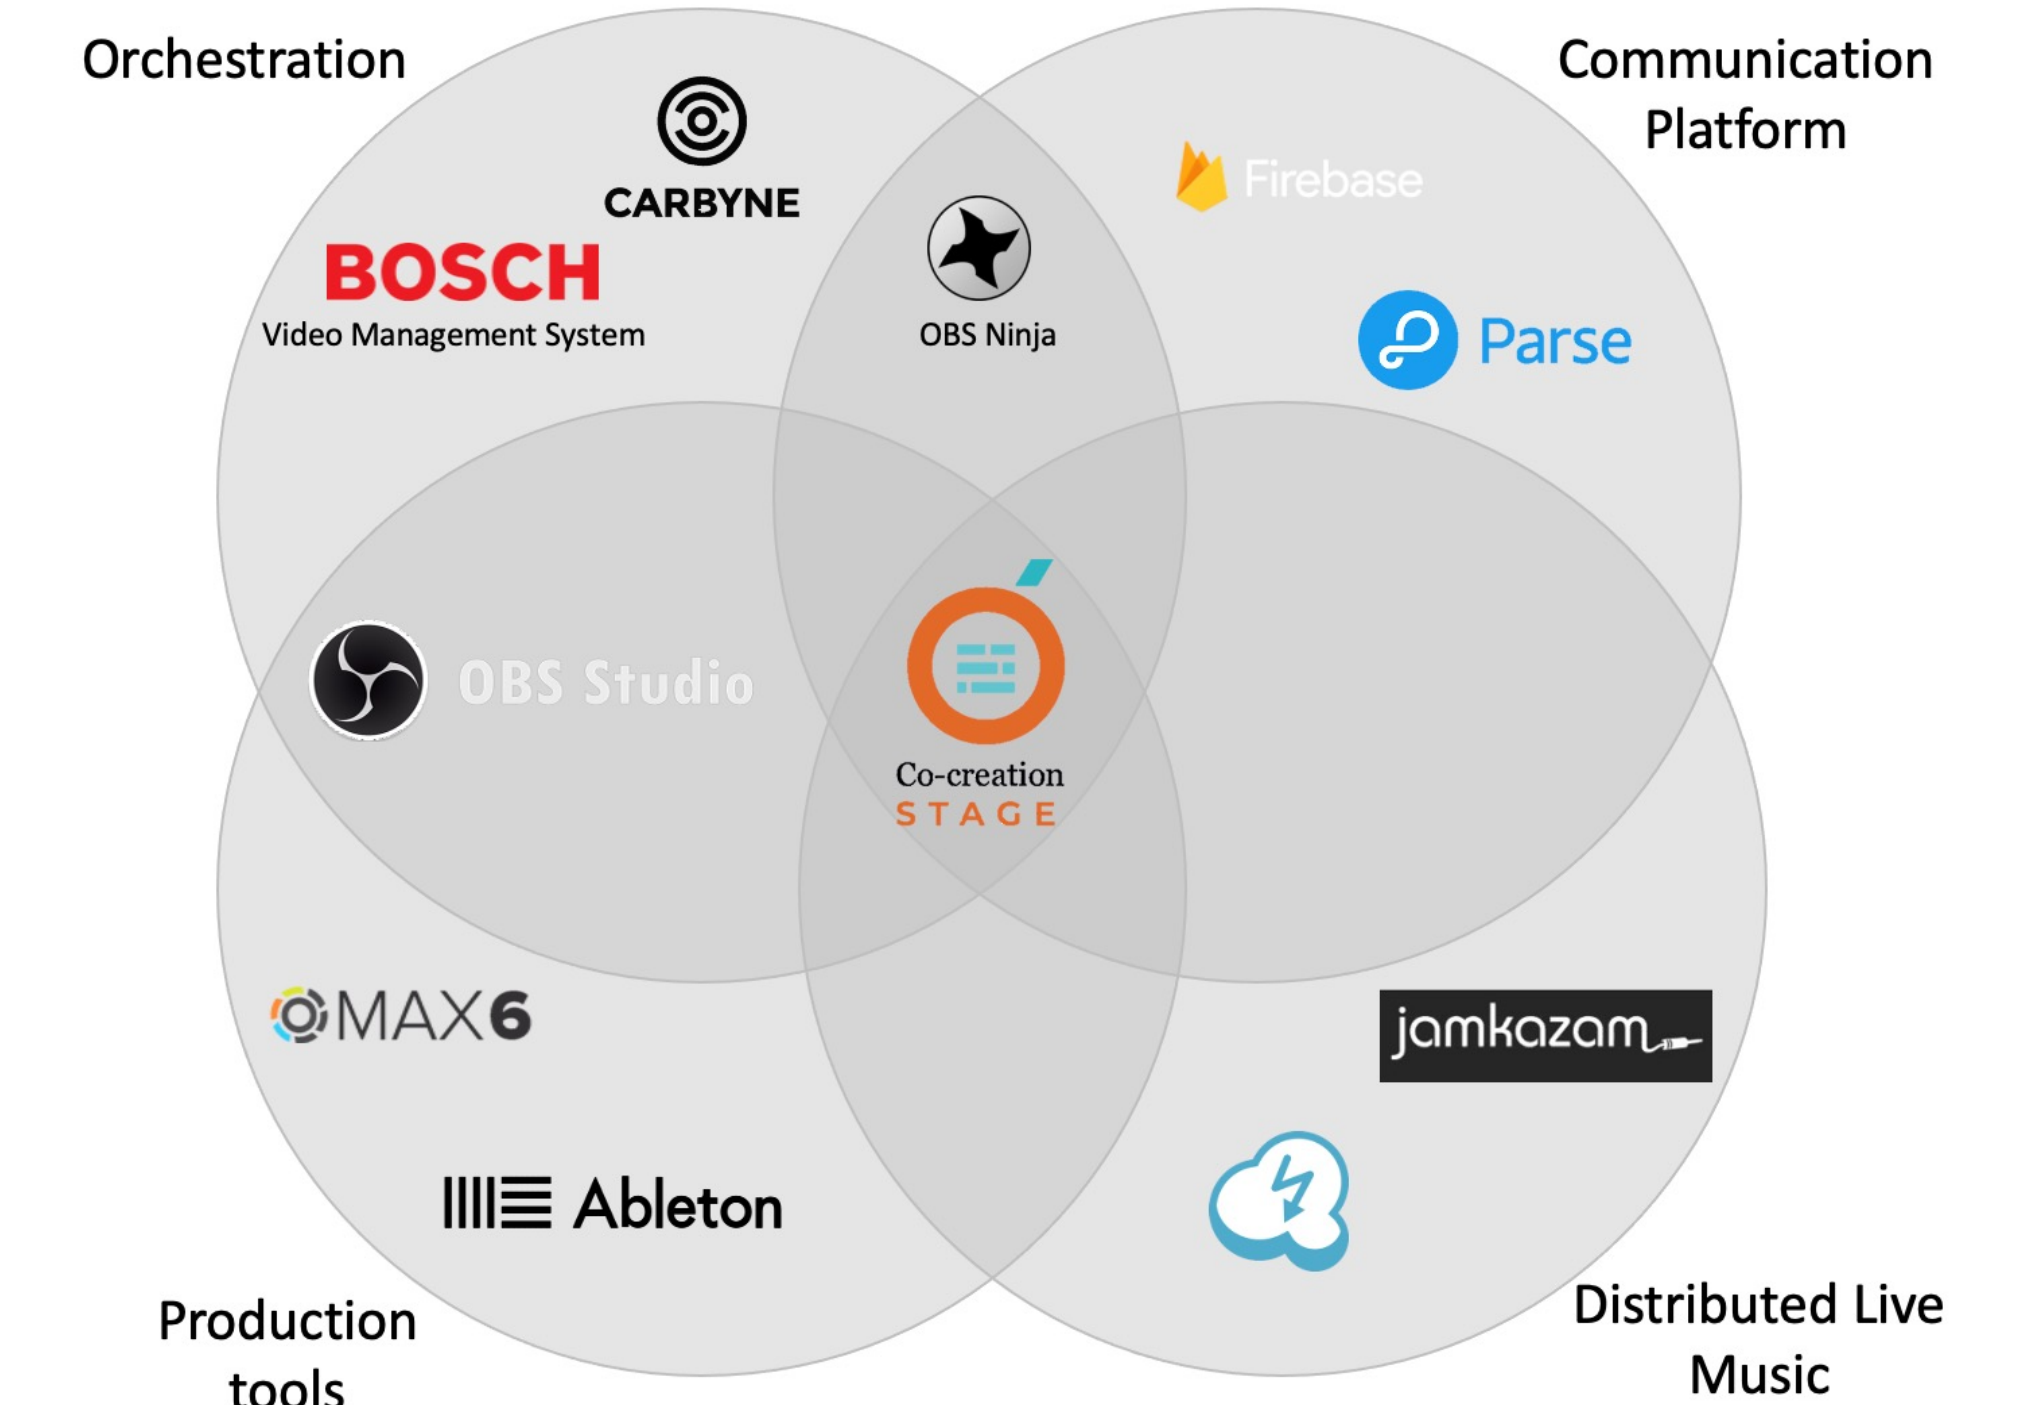 Orchestration
Communication
Platform
CARBYNE
Firebase
BOSCH
Video Management System
OBS Ninja
Parse
OBS Studio
Co-creation
STAGE
MAX6
jamkazam
Ableton
Production
tools
Distributed Live
Music